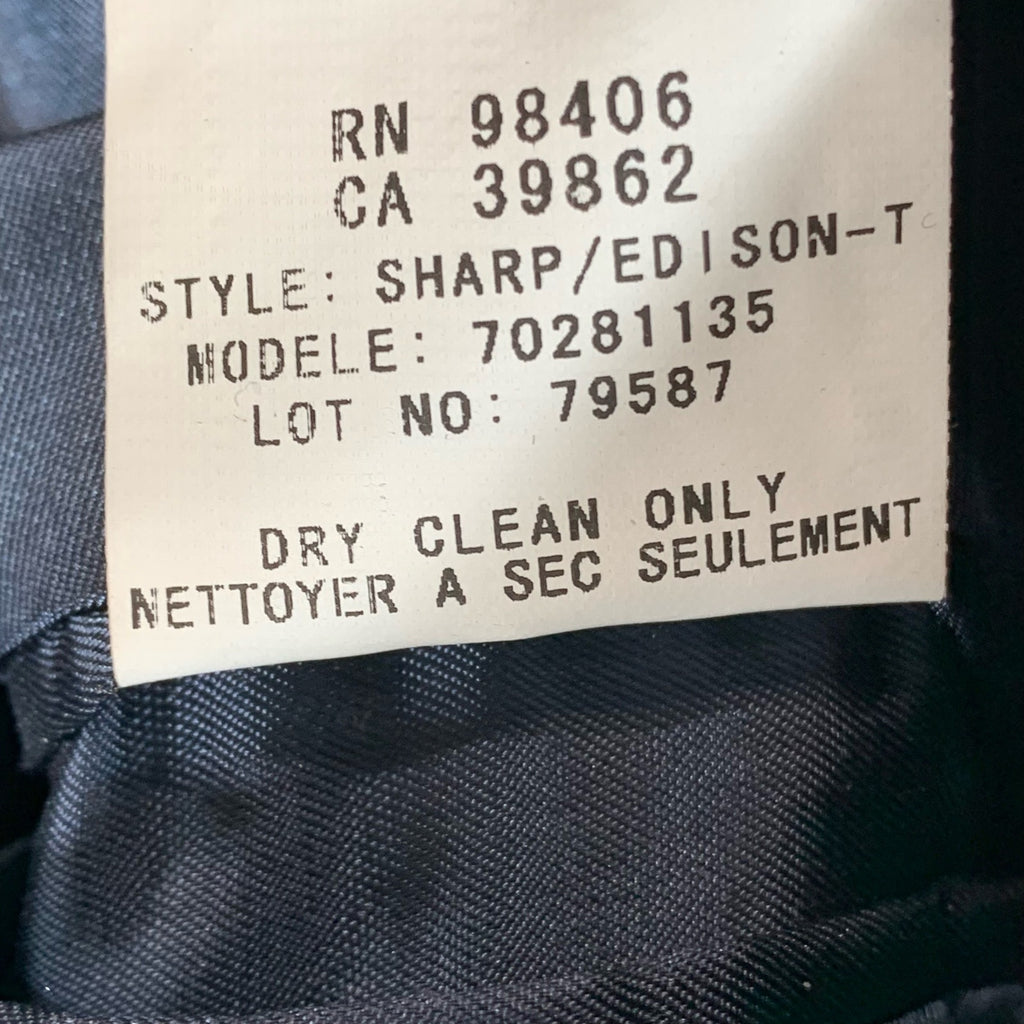 RN 98406
CA 39862
STYLE: SHARP/EDISON-T
MODELE: 70281135
LOT NO: 79587
DRY CLEAN ONLY
NETTOYER A SEC SEULEMENT